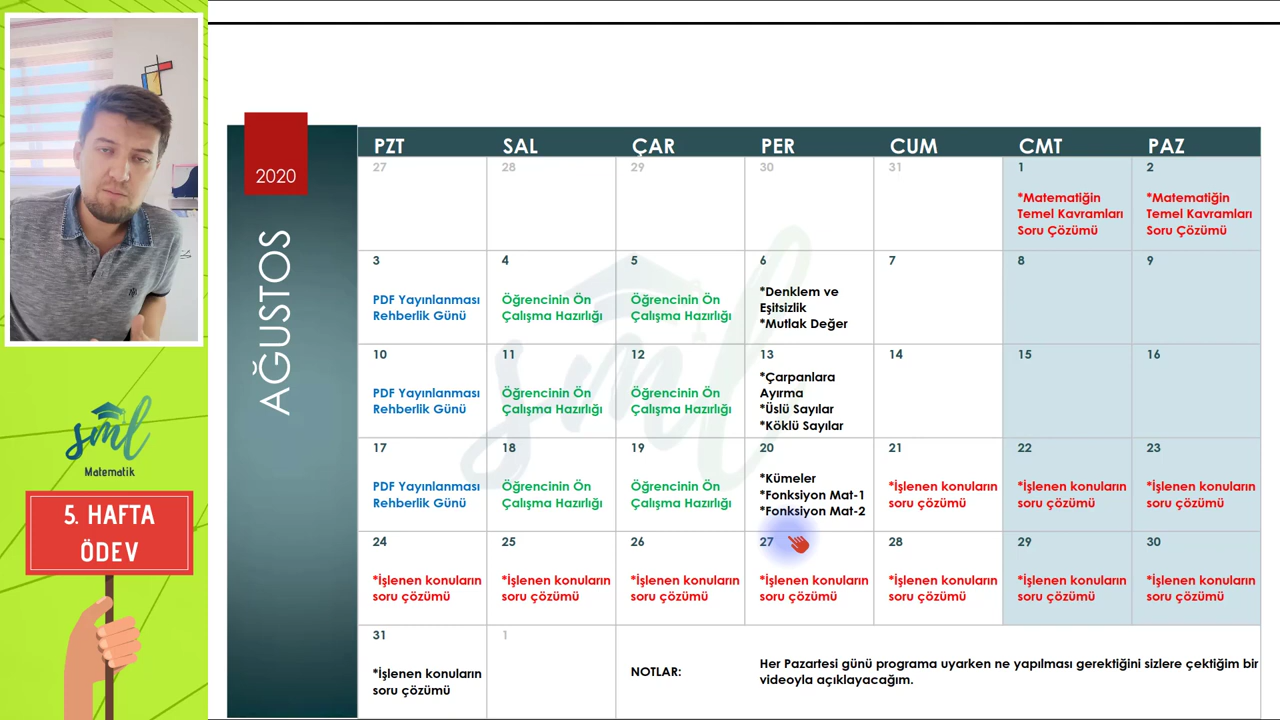 2020
AĞUSTOS
PZT SAL ÇAR PER CUM CMT PAZ
27 28 29 30 31 1 2
*Matematiğin
Temel Kavramları
Soru Çözümü
*Matematiğin
Temel Kavramları
Soru Çözümü
3 4 5 6 7 8 9
PDF Yayınlanması
Rehberlik Günü
Öğrencinin Ön
Çalışma Hazırlığı
Öğrencinin Ön
Çalışma Hazırlığı
*Denklem ve
Eşitsizlik
*Mutlak Değer
10 11 12 13 14 15 16
PDF Yayınlanması
Rehberlik Günü
Öğrencinin Ön
Çalışma Hazırlığı
Öğrencinin Ön
Çalışma Hazırlığı
*Çarpanlara
Ayırma
*Üslü Sayılar
*Köklü Sayılar
17 18 19 20 21 22 23
PDF Yayınlanması
Rehberlik Günü
Öğrencinin Ön
Çalışma Hazırlığı
Öğrencinin Ön
Çalışma Hazırlığı
*Kümeler
*Fonksiyon Mat-1
*Fonksiyon Mat-2
*İşlenen konuların
soru çözümü
*İşlenen konuların
soru çözümü
*İşlenen konuların
soru çözümü
24 25 26 27 28 29 30
*İşlenen konuların
soru çözümü
*İşlenen konuların
soru çözümü
*İşlenen konuların
soru çözümü
*İşlenen konuların
soru çözümü
*İşlenen konuların
soru çözümü
*İşlenen konuların
soru çözümü
*İşlenen konuların
soru çözümü
31 1
*İşlenen konuların
soru çözümü
NOTLAR:
Her Pazartesi günü programa uyarken ne yapılması gerektiğini sizlere çektiğim bir
videoyla açıklayacağım.
sml
Matematik
5. HAFTA
ÖDEV
sml